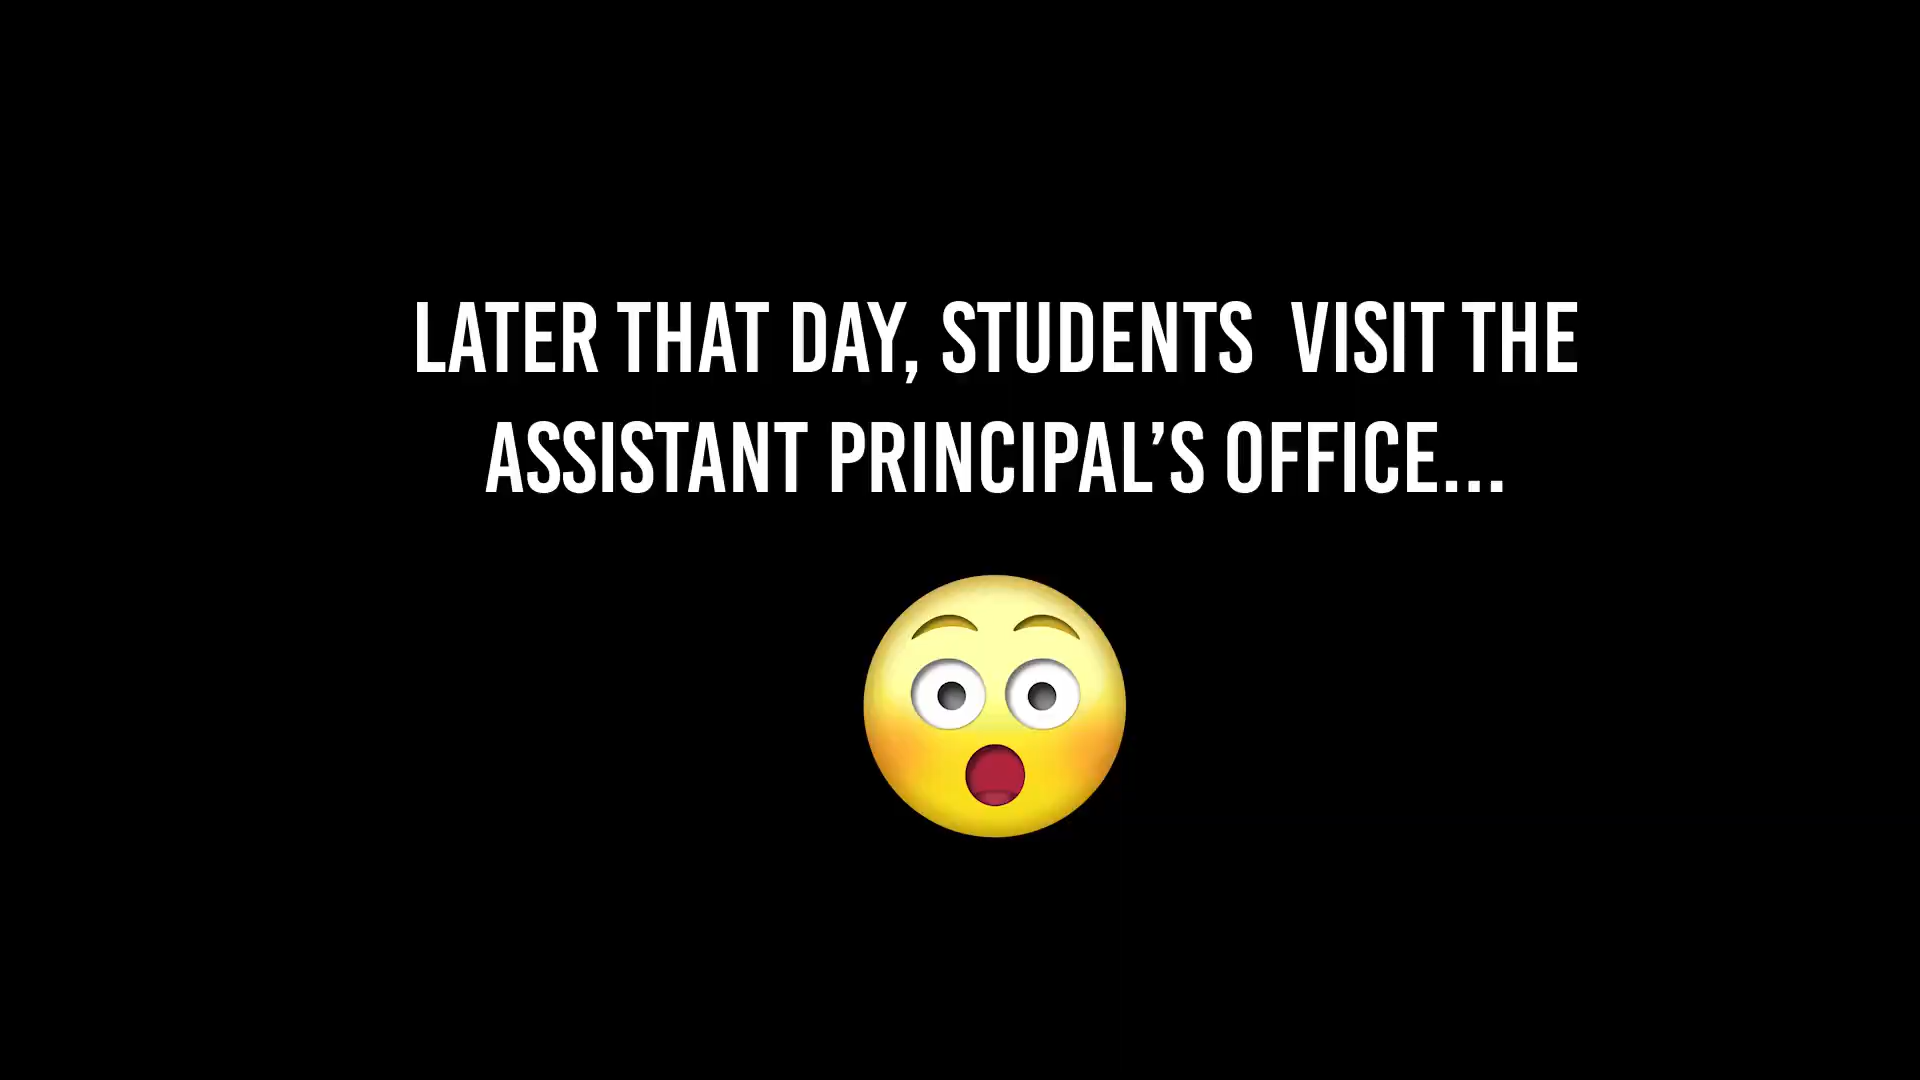 LATER THAT DAY, STUDENTS  VISIT THE
ASSISTANT PRINCIPAL’S OFFICE...